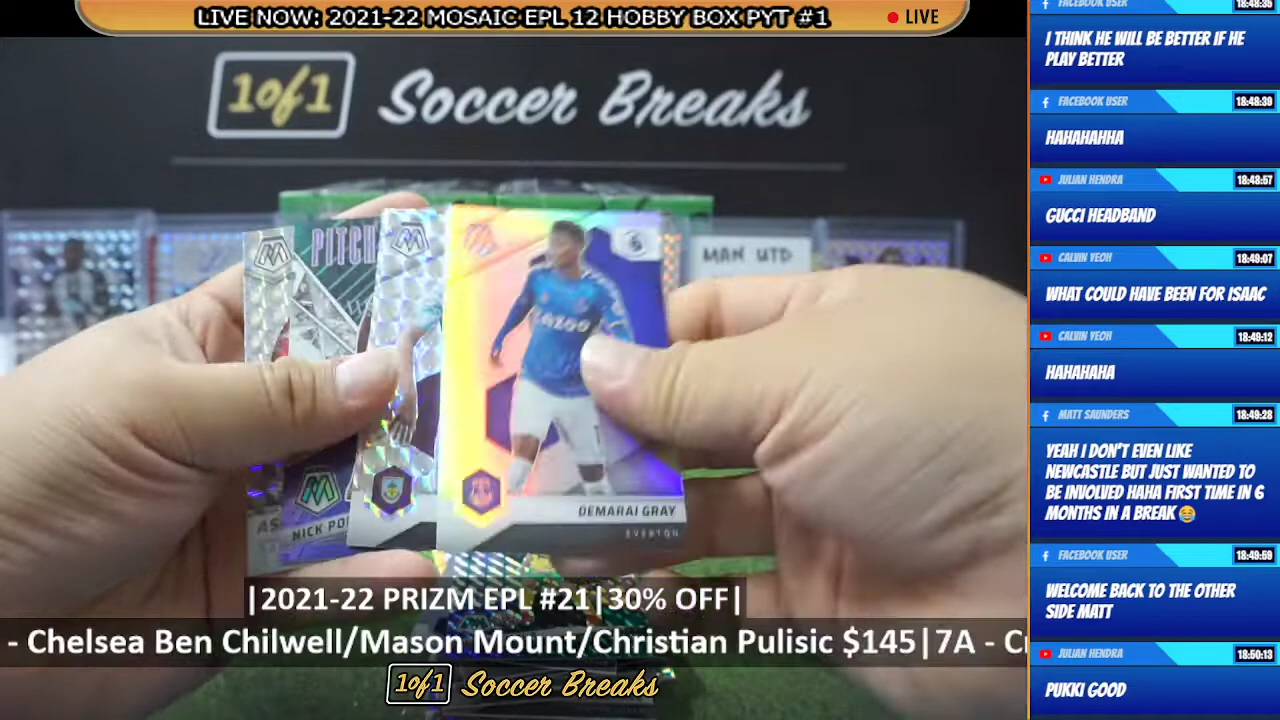 LIVE NOW: 2021-22 MOSAIC EPL 12 HOBBY BOX PYT #1
LIVE
1of1 Soccer Breaks
MAN UTD
PITCH
NICK PO
DEMARAI GRAY
EVERTON
|2021-22 PRIZM EPL #21|30% OFF|
- Chelsea Ben Chilwell/Mason Mount/Christian Pulisic $145|7A - C
1of1 Soccer Breaks
FACEBOOK USER 18:48:36
I THINK HE WILL BE BETTER IF HE
PLAY BETTER
FACEBOOK USER 18:48:39
HAHAHAHHA
JULIAN HENDRA 18:48:57
GUCCI HEADBAND
CALVIN YEOH 18:49:07
WHAT COULD HAVE BEEN FOR ISAAC
CALVIN YEOH 18:49:12
HAHAHAHA
MATT SAUNDERS 18:49:28
YEAH I DON'T EVEN LIKE
NEWCASTLE BUT JUST WANTED TO
BE INVOLVED HAHA FIRST TIME IN 6
MONTHS IN A BREAK 😂
FACEBOOK USER 18:49:59
WELCOME BACK TO THE OTHER
SIDE MATT
JULIAN HENDRA 18:50:13
PUKKI GOOD